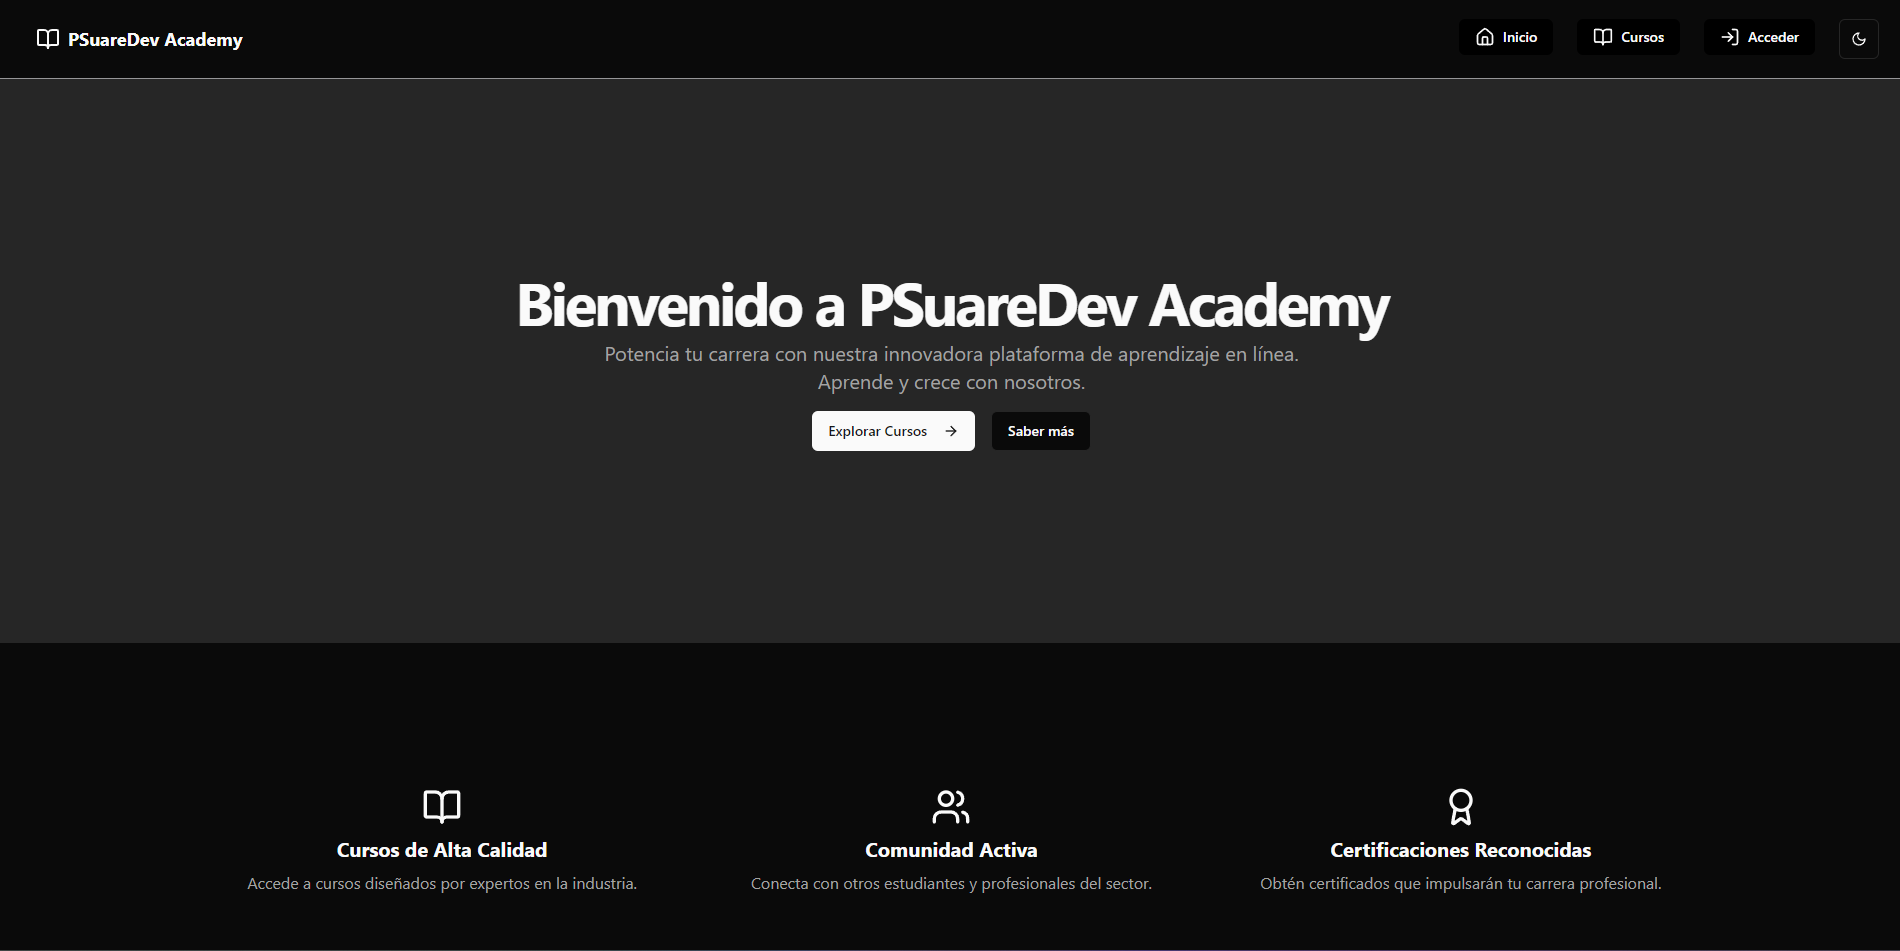 PSuareDev Academy
Inicio
Cursos
Acceder
Bienvenido a PSuareDev Academy
Potencia tu carrera con nuestra innovadora plataforma de aprendizaje en línea.
Aprende y crece con nosotros.
Explorar Cursos
Saber más
Cursos de Alta Calidad
Accede a cursos diseñados por expertos en la industria.
Comunidad Activa
Conecta con otros estudiantes y profesionales del sector.
Certificaciones Reconocidas
Obtén certificados que impulsarán tu carrera profesional.